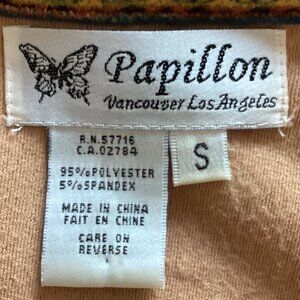 Papillon
Vancouver Los Angeles
R.N.57716
C.A.02784
S
95%POLYESTER
5%SPANDEX
MADE IN CHINA
FAIT EN CHINE
CARE ON
REVERSE